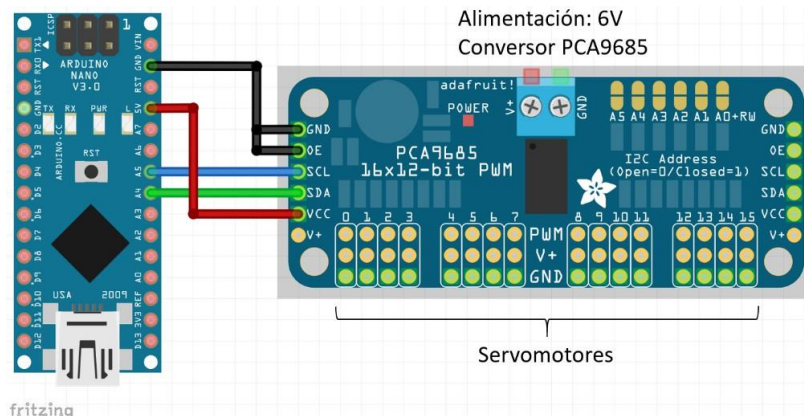 Alimentación: 6V
Conversor PCA9685
ICSP
1
TX1
RX0
RST
GND
D2
D3
D4
D5
D6
D7
D8
D9
D10
D11
D12
VIN
GND
RST
5V
A7
A6
A5
A4
A3
A2
A1
A0
REF
3V3
D13
ARDUINO
NANO
V3.0
TX RX PWR L
RST
ARDUINO.CC
USA 2009
adafruit!
POWER
V+
GND
A5 A4 A3 A2 A1 A0+RW
PCA9685
16x12-bit PWM
I2C Address
(Open=0/Closed=1)
GND
OE
SCL
SDA
VCC
V+
GND
OE
SCL
SDA
VCC
V+
0 1 2 3 4 5 6 7 8 9 10 11 12 13 14 15
PWM
V+
GND
Servomotores
fritzing